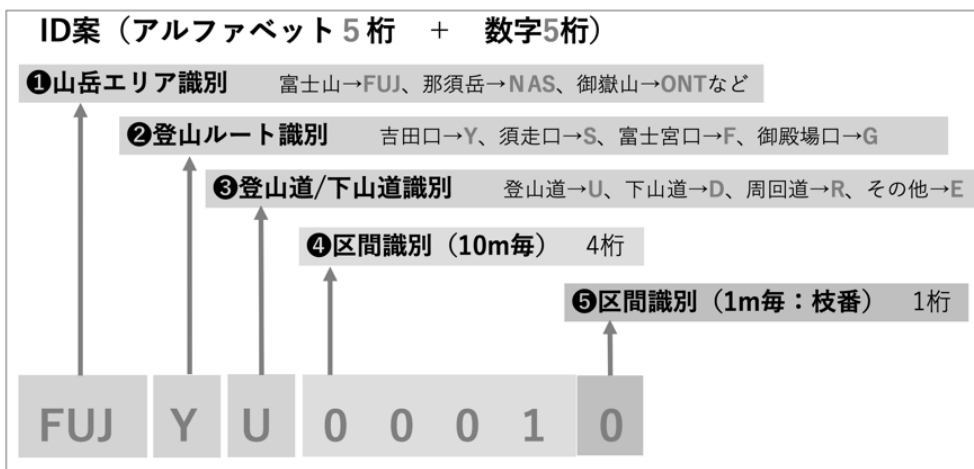 ID案（アルファベット5桁 + 数字5桁）
❶山岳エリア識別 富士山→FUJ、那須岳→NAS、御嶽山→ONTなど
❷登山ルート識別 吉田口→Y、須走口→S、富士宮口→F、御殿場口→G
❸登山道/下山道識別 登山道→U、下山道→D、周回道→R、その他→E
❹区間識別（10m毎） 4桁
❺区間識別（1m毎：枝番） 1桁
FUJ Y U 0 0 0 1 0